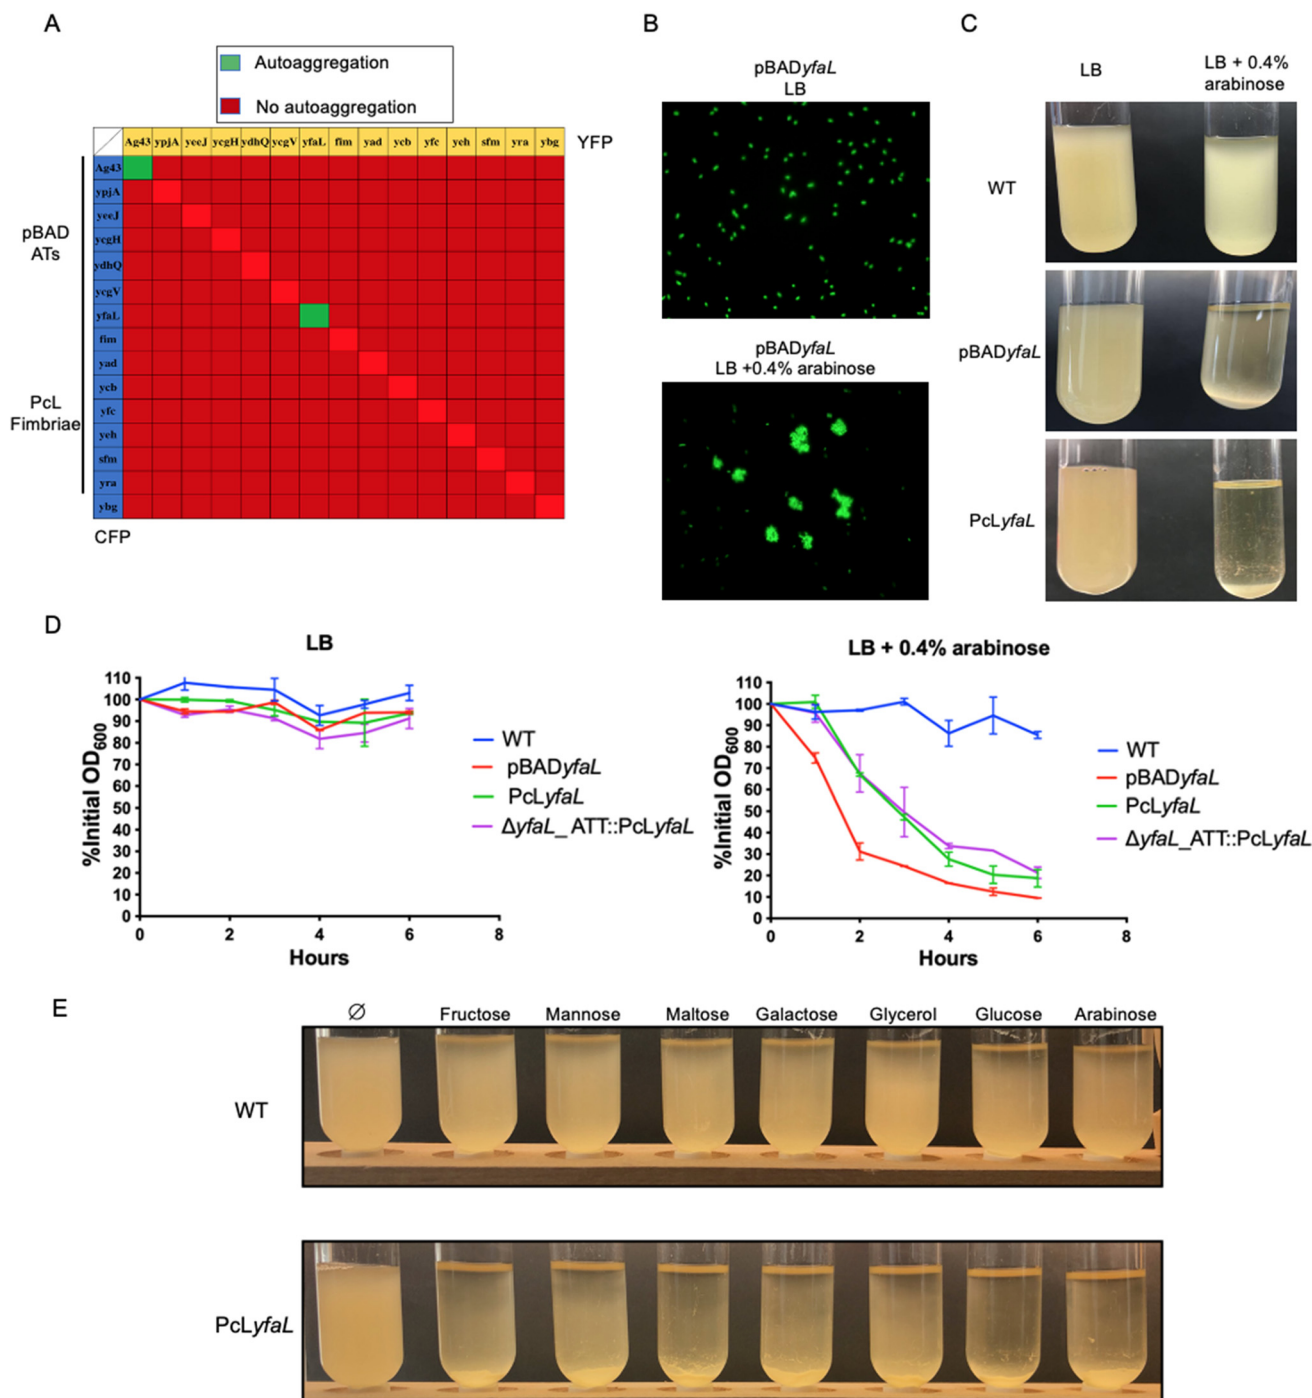 A
Autoaggregation
No autoaggregation
Ag43 ypjA yeeJ ycgH ydhQ ycgV yfaL fim yad ycb yfc yeh sfm yra ybg
YFP
Ag43
ypjA
yeeJ
ycgH
ydhQ
ycgV
yfaL
fim
yad
ycb
yfc
yeh
sfm
yra
ybg
pBAD
ATs
PcL
Fimbriae
CFP
B
pBADyfaL
LB
pBADyfaL
LB +0.4% arabinose
C
LB
LB + 0.4%
arabinose
WT
pBADyfaL
PcLyfaL
D
LB
%Initial OD600
110
100
90
80
70
60
50
40
30
20
10
0
0 2 4 6 8
Hours
WT
pBADyfaL
PcLyfaL
ΔyfaL_ATT::PcLyfaL
LB + 0.4% arabinose
%Initial OD600
110
100
90
80
70
60
50
40
30
20
10
0
0 2 4 6 8
Hours
WT
pBADyfaL
PcLyfaL
ΔyfaL_ATT::PcLyfaL
E
∅ Fructose Mannose Maltose Galactose Glycerol Glucose Arabinose
WT
PcLyfaL